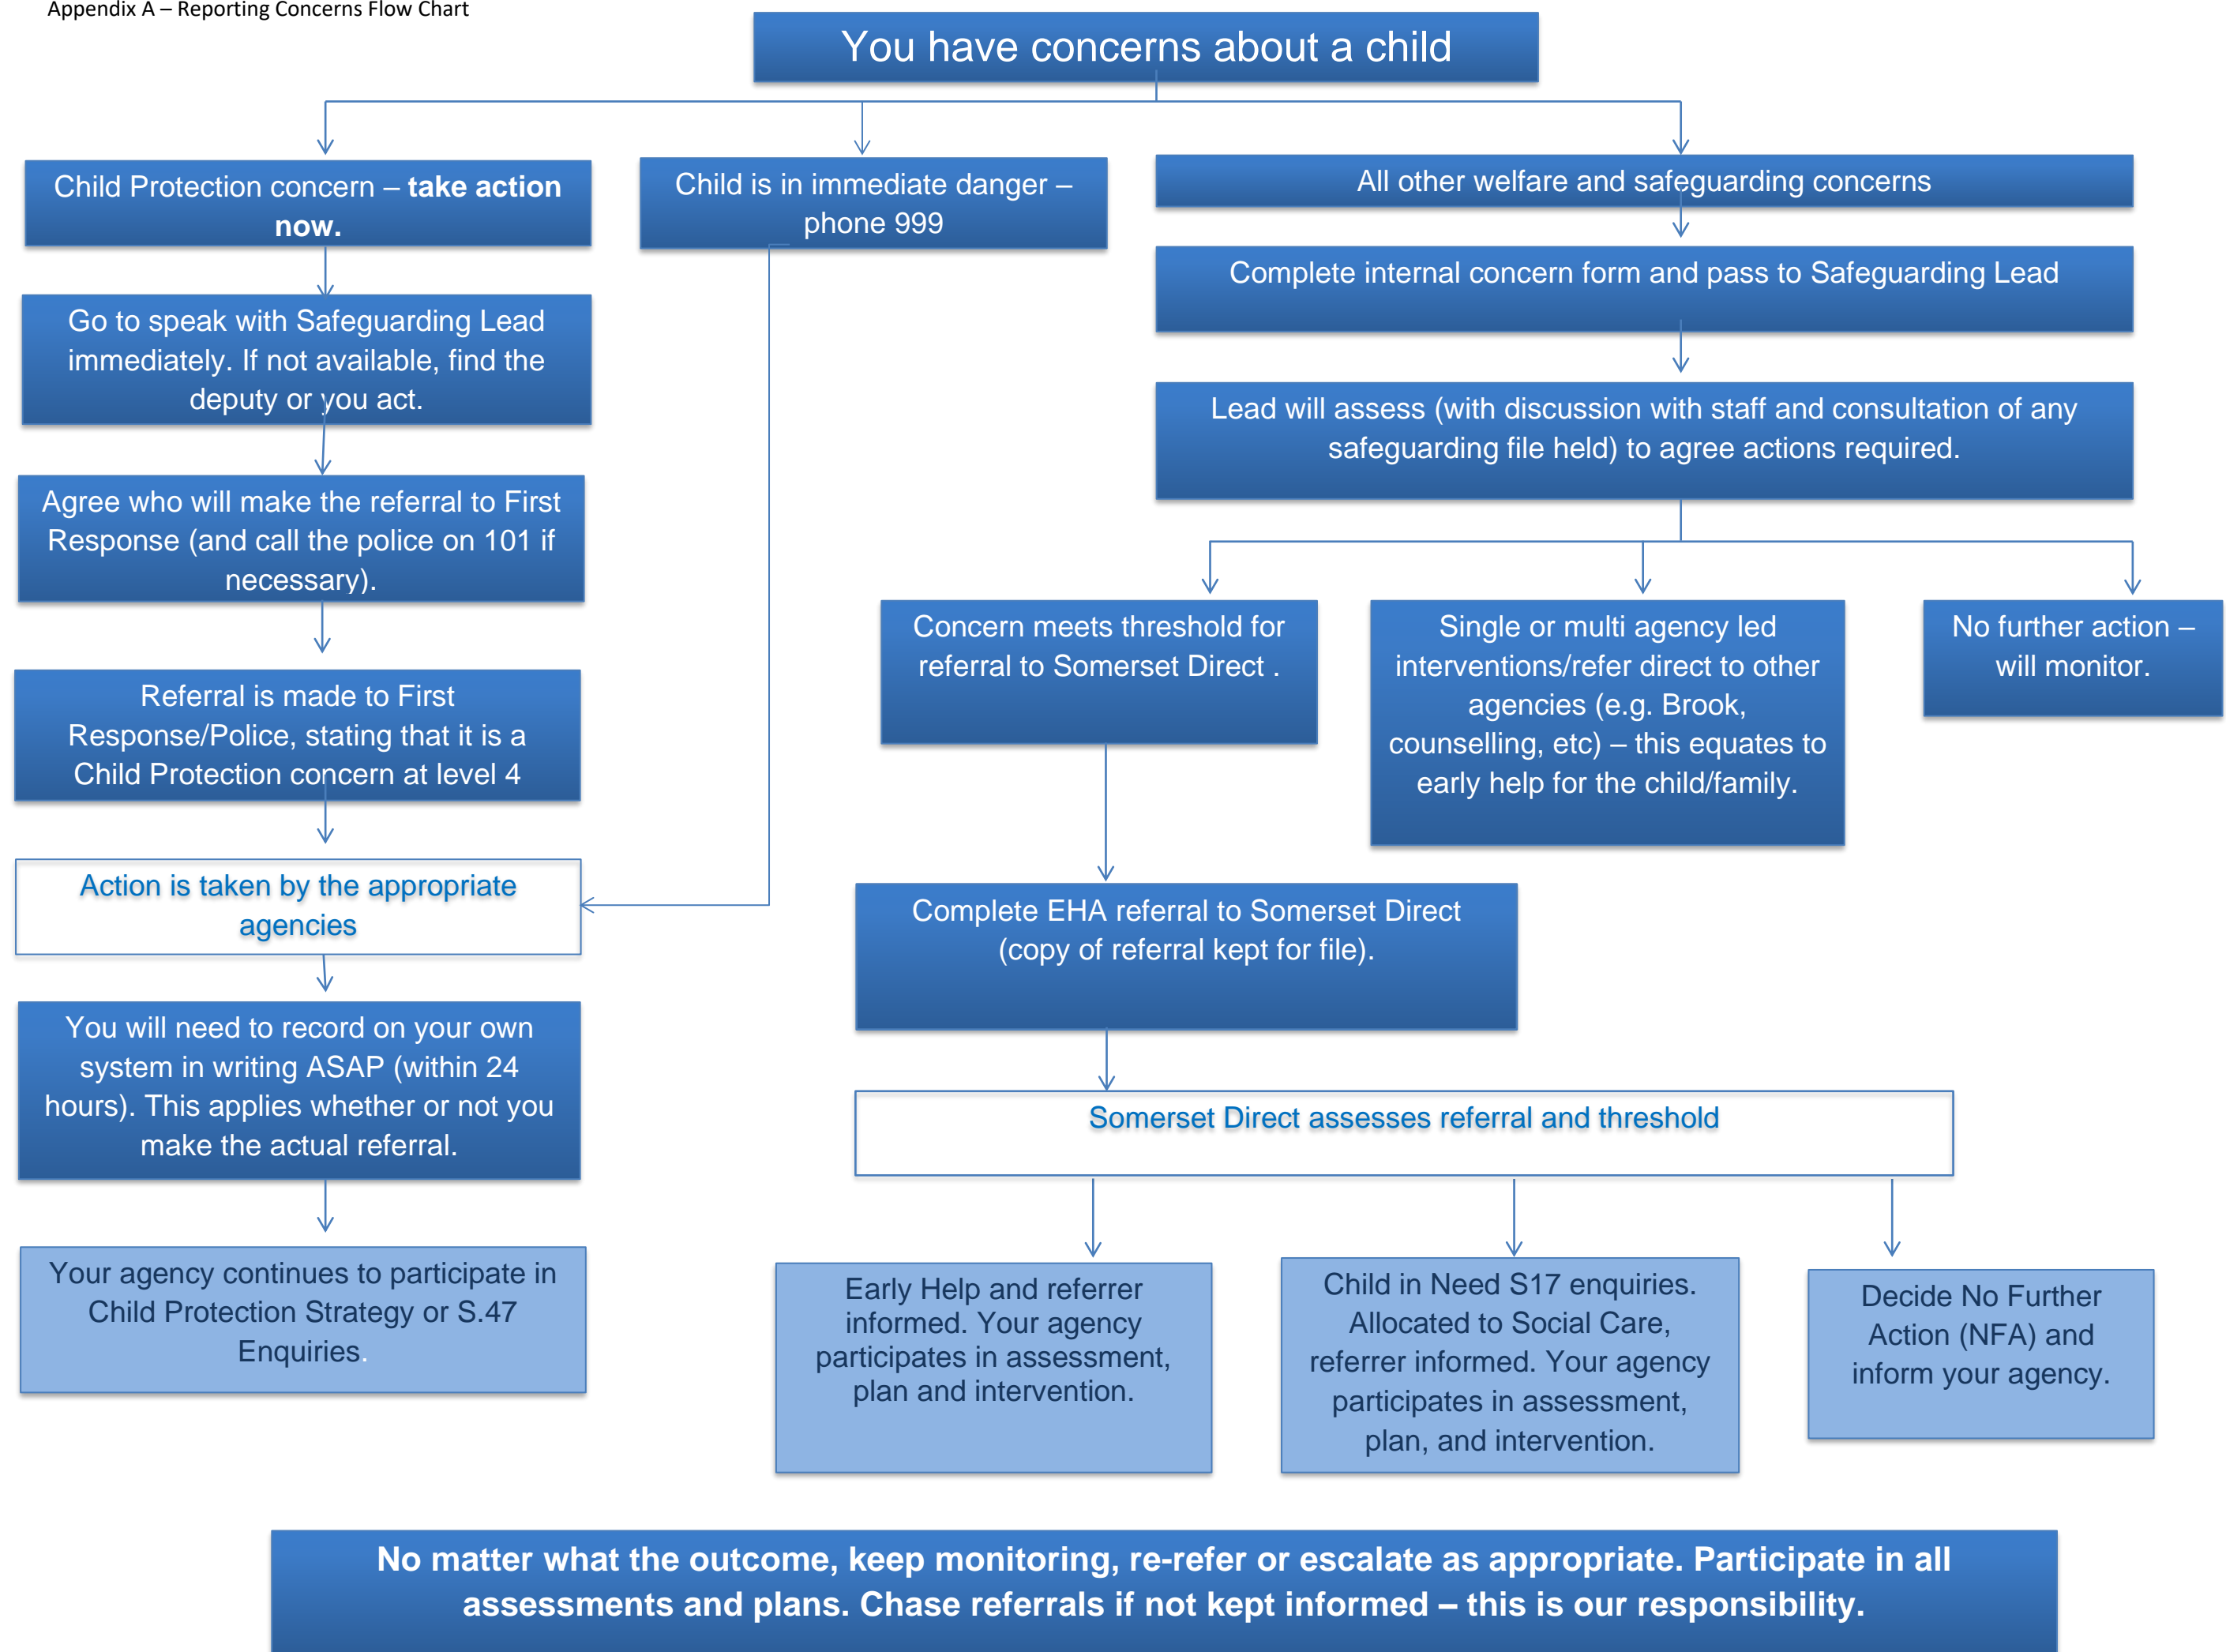 Appendix A – Reporting Concerns Flow Chart
You have concerns about a child
Child Protection concern – take action
now.
Child is in immediate danger –
phone 999
All other welfare and safeguarding concerns
Go to speak with Safeguarding Lead
immediately. If not available, find the
deputy or you act.
Complete internal concern form and pass to Safeguarding Lead
Lead will assess (with discussion with staff and consultation of any
safeguarding file held) to agree actions required.
Agree who will make the referral to First
Response (and call the police on 101 if
necessary).
Concern meets threshold for
referral to Somerset Direct .
Single or multi agency led
interventions/refer direct to other
agencies (e.g. Brook,
counselling, etc) – this equates to
early help for the child/family.
No further action –
will monitor.
Referral is made to First
Response/Police, stating that it is a
Child Protection concern at level 4
Action is taken by the appropriate
agencies
Complete EHA referral to Somerset Direct
(copy of referral kept for file).
You will need to record on your own
system in writing ASAP (within 24
hours). This applies whether or not you
make the actual referral.
Somerset Direct assesses referral and threshold
Your agency continues to participate in
Child Protection Strategy or S.47
Enquiries.
Early Help and referrer
informed. Your agency
participates in assessment,
plan and intervention.
Child in Need S17 enquiries.
Allocated to Social Care,
referrer informed. Your agency
participates in assessment,
plan, and intervention.
Decide No Further
Action (NFA) and
inform your agency.
No matter what the outcome, keep monitoring, re-refer or escalate as appropriate. Participate in all
assessments and plans. Chase referrals if not kept informed – this is our responsibility.